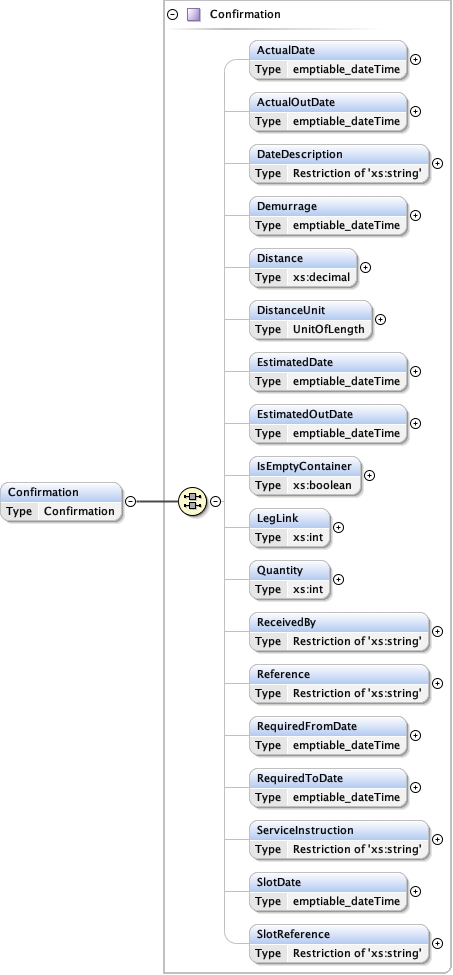 Confirmation
ActualDate
Type emptiable_dateTime
ActualOutDate
Type emptiable_dateTime
DateDescription
Type Restriction of 'xs:string'
Demurrage
Type emptiable_dateTime
Distance
Type xs:decimal
DistanceUnit
Type UnitOfLength
EstimatedDate
Type emptiable_dateTime
EstimatedOutDate
Type emptiable_dateTime
IsEmptyContainer
Type xs:boolean
Confirmation
Type Confirmation
LegLink
Type xs:int
Quantity
Type xs:int
ReceivedBy
Type Restriction of 'xs:string'
Reference
Type Restriction of 'xs:string'
RequiredFromDate
Type emptiable_dateTime
RequiredToDate
Type emptiable_dateTime
ServiceInstruction
Type Restriction of 'xs:string'
SlotDate
Type emptiable_dateTime
SlotReference
Type Restriction of 'xs:string'